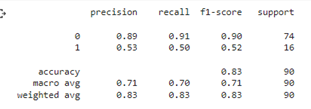 precision recall f1-score support
0 0.89 0.91 0.90 74
1 0.53 0.50 0.52 16
accuracy 0.83 90
macro avg 0.71 0.70 0.71 90
weighted avg 0.83 0.83 0.83 90